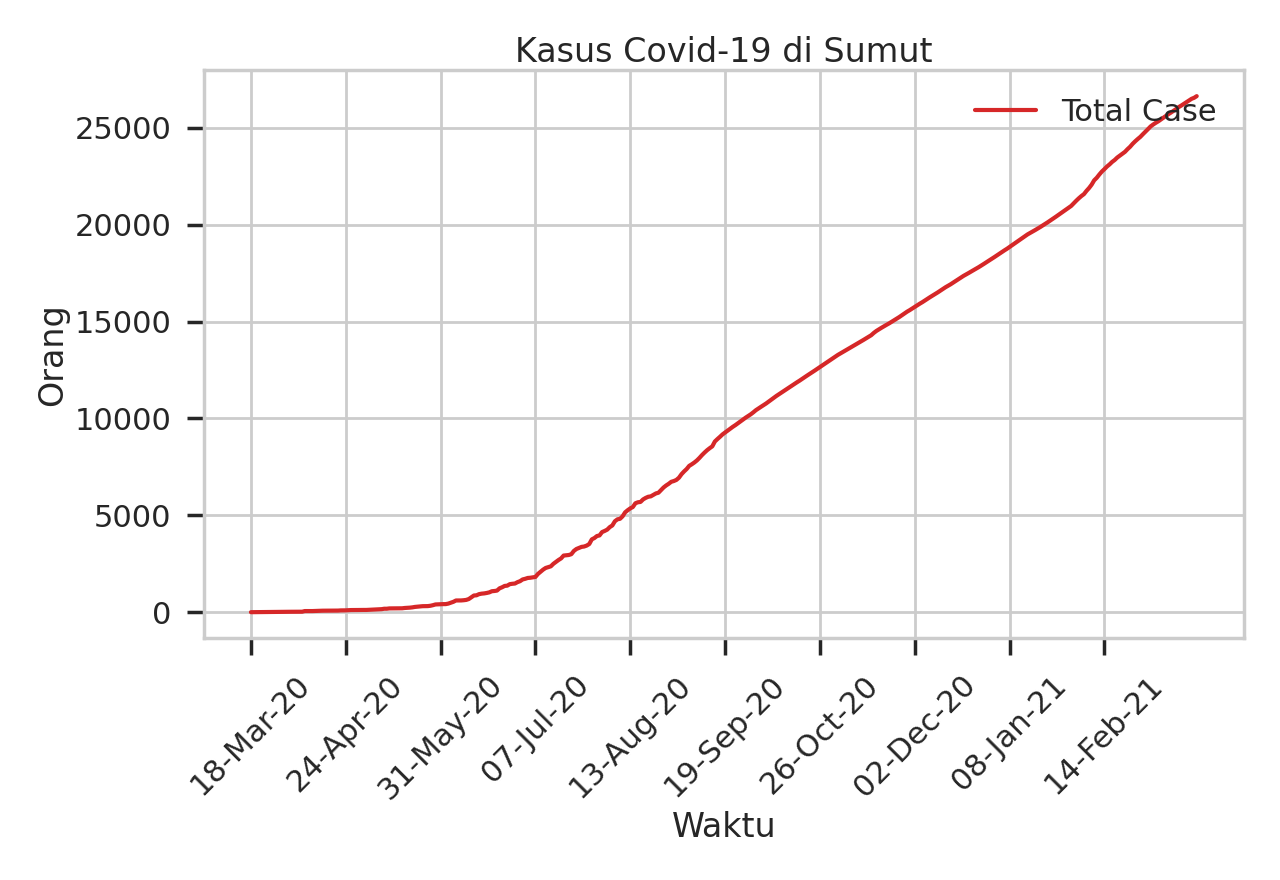 Kasus Covid-19 di Sumut
Total Case
25000
20000
15000
10000
5000
0
Orang
18-Mar-20
24-Apr-20
31-May-20
07-Jul-20
13-Aug-20
19-Sep-20
26-Oct-20
02-Dec-20
08-Jan-21
14-Feb-21
Waktu